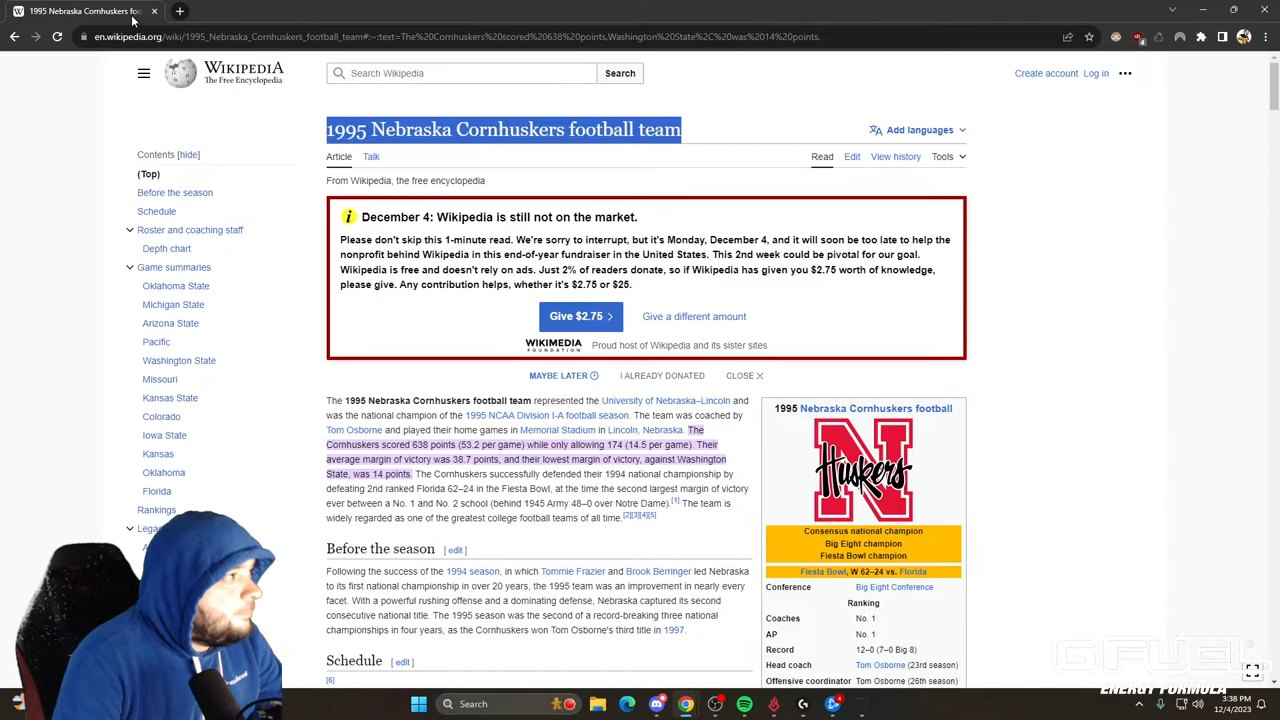 1995 Nebraska Cornhuskers foo
en.wikipedia.org/wiki/1995_Nebraska_Cornhuskers_football_team#:~:text=The%20Cornhuskers%20scored%20638%20points,Washington%20State%2C%20was%2014%20points.
4
WIKIPEDIA
The Free Encyclopedia
Search Wikipedia
Search
Create account
Log in
1995 Nebraska Cornhuskers football team
Add languages
Article
Talk
Read
Edit
View history
Tools
From Wikipedia, the free encyclopedia
Contents [hide]
(Top)
Before the season
Schedule
Roster and coaching staff
Depth chart
Game summaries
Oklahoma State
Michigan State
Arizona State
Pacific
Washington State
Missouri
Kansas State
Colorado
Iowa State
Kansas
Oklahoma
Florida
Rankings
Lega
December 4: Wikipedia is still not on the market.
Please don't skip this 1-minute read. We're sorry to interrupt, but it's Monday, December 4, and it will soon be too late to help the
nonprofit behind Wikipedia in this end-of-year fundraiser in the United States. This 2nd week could be pivotal for our goal.
Wikipedia is free and doesn't rely on ads. Just 2% of readers donate, so if Wikipedia has given you $2.75 worth of knowledge,
please give. Any contribution helps, whether it's $2.75 or $25.
Give $2.75
Give a different amount
WIKIMEDIA
FOUNDATION
Proud host of Wikipedia and its sister sites
MAYBE LATER
I ALREADY DONATED
CLOSE
The 1995 Nebraska Cornhuskers football team represented the University of Nebraska–Lincoln and
was the national champion of the 1995 NCAA Division I-A football season. The team was coached by
Tom Osborne and played their home games in Memorial Stadium in Lincoln, Nebraska. The
Cornhuskers scored 638 points (53.2 per game) while only allowing 174 (14.5 per game). Their
average margin of victory was 38.7 points, and their lowest margin of victory, against Washington
State, was 14 points. The Cornhuskers successfully defended their 1994 national championship by
defeating 2nd ranked Florida 62–24 in the Fiesta Bowl, at the time the second largest margin of victory
ever between a No. 1 and No. 2 school (behind 1945 Army 48–0 over Notre Dame).[1] The team is
widely regarded as one of the greatest college football teams of all time.[2][3][4][5]
Before the season [ edit ]
Following the success of the 1994 season, in which Tommie Frazier and Brook Berringer led Nebraska
to its first national championship in over 20 years, the 1995 team was an improvement in nearly every
facet. With a powerful rushing offense and a dominating defense, Nebraska captured its second
consecutive national title. The 1995 season was the second of a record-breaking three national
championships in four years, as the Cornhuskers won Tom Osborne's third title in 1997.
Schedule [ edit ]
[6]
1995 Nebraska Cornhuskers football
Huskers
Consensus national champion
Big Eight champion
Fiesta Bowl champion
Fiesta Bowl, W 62–24 vs. Florida
Conference Big Eight Conference
Ranking
Coaches No. 1
AP No. 1
Record 12–0 (7–0 Big 8)
Head coach Tom Osborne (23rd season)
Offensive coordinator Tom Osborne (26th season)
G FUEL
ENERGY FORMULA
Search
4
3:38 PM
12/4/2023